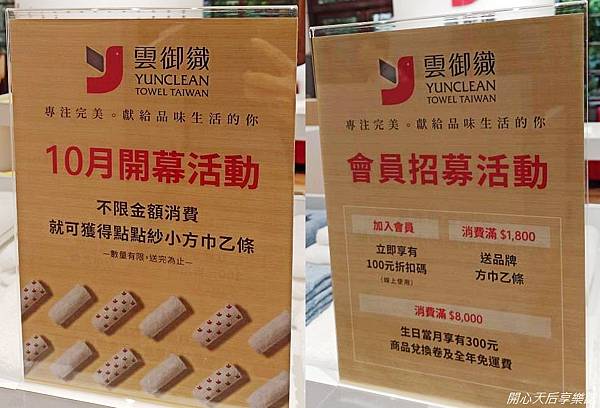 雲御織
YUNCLEAN
TOWEL TAIWAN
專注完美。獻給品味生活的你
10月開幕活動
不限金額消費
就可獲得點點紗小方巾乙條
—數量有限,送完為止—
雲御織
YUNCLEAN
TOWEL TAIWAN
專注完美。獻給品味生活的你
會員招募活動
加入會員
立即享有
100元折扣碼
(線上使用)
消費滿 $1,800
送品牌
方巾乙條
消費滿 $8,000
生日當月享有300元
商品兌換卷及全年免運費
開心天后享樂誌